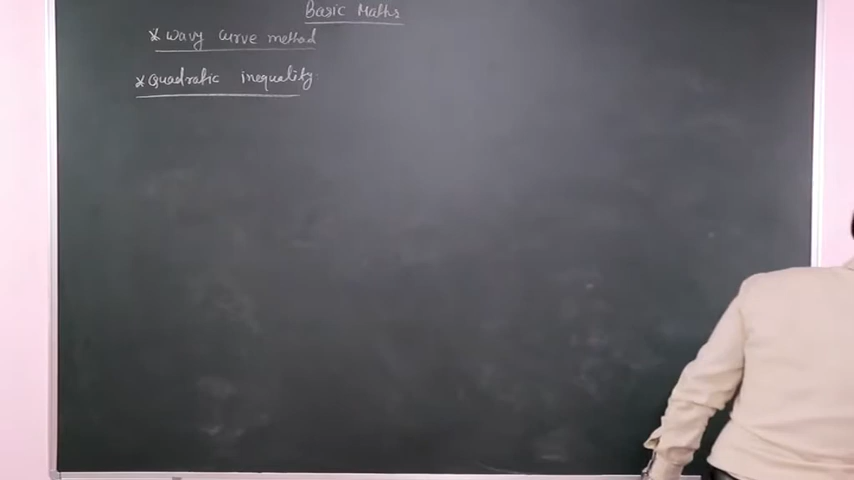 Basic Maths
* wavy curve method
* Quadratic inequality.